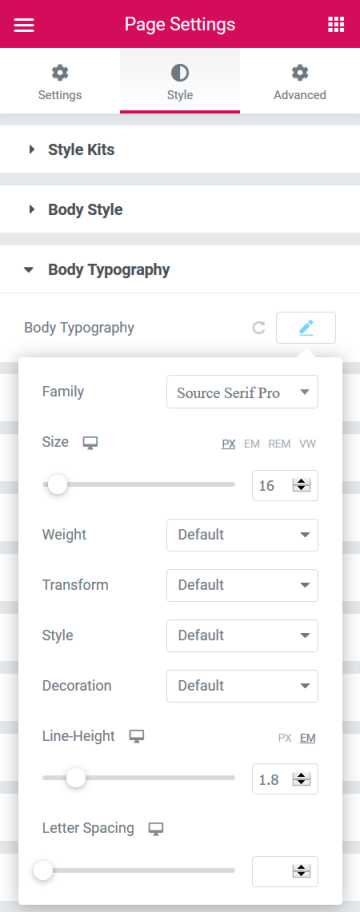 Page Settings
Settings
Style
Advanced
Style Kits
Body Style
Body Typography
Body Typography
Family
Source Serif Pro
Size
PX EM REM VW
16
Weight
Default
Transform
Default
Style
Default
Decoration
Default
Line-Height
PX EM
1.8
Letter Spacing